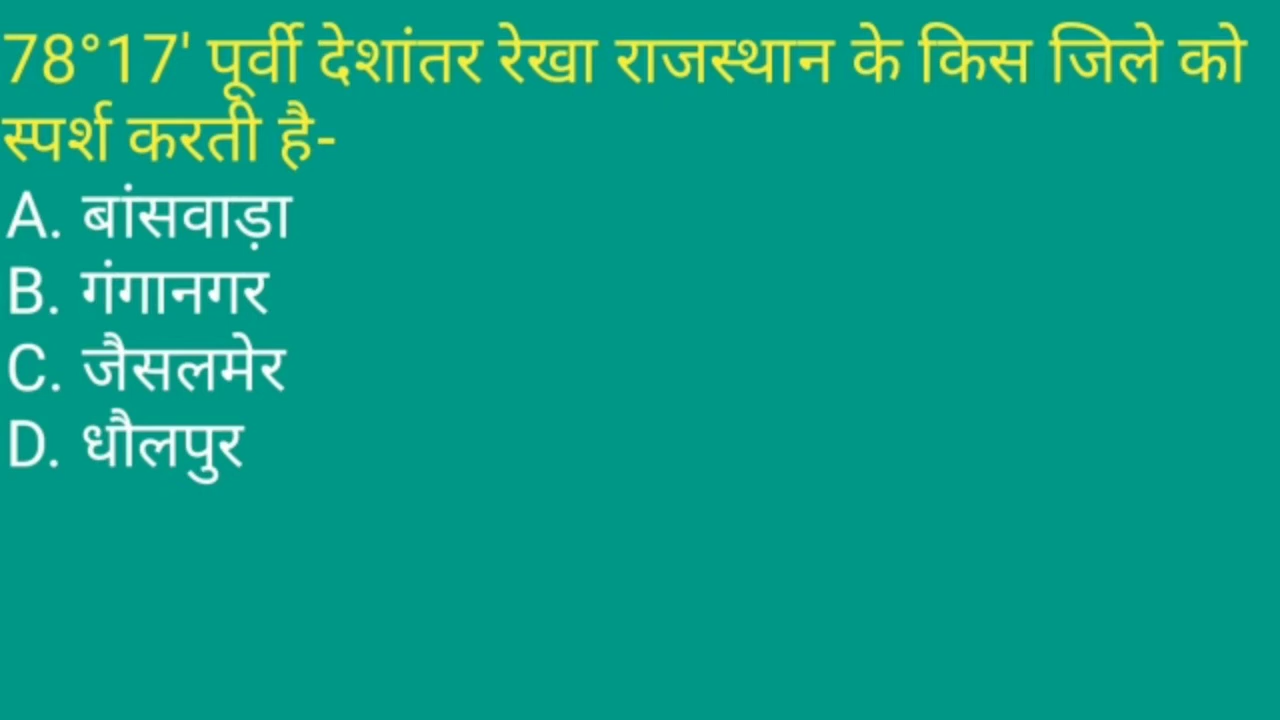 78°17' पूर्वी देशांतर रेखा राजस्थान के किस जिले को
स्पर्श करती है-
A. बांसवाड़ा
B. गंगानगर
C. जैसलमेर
D. धौलपुर